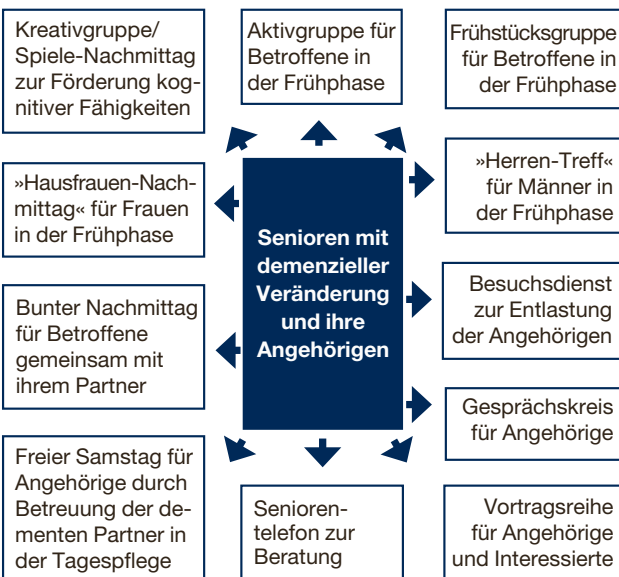 Kreativgruppe/
Spiele-Nachmittag
zur Förderung kog-
nitiver Fähigkeiten
Aktivgruppe für
Betroffene in
der Frühphase
Frühstücksgruppe
für Betroffene in
der Frühphase
»Hausfrauen-Nach-
mittag« für Frauen
in der Frühphase
»Herren-Treff«
für Männer in
der Frühphase
Senioren mit
demenzieller
Veränderung
und ihre
Angehörigen
Bunter Nachmittag
für Betroffene
gemeinsam mit
ihrem Partner
Besuchsdienst
zur Entlastung
der Angehörigen
Gesprächskreis
für Angehörige
Freier Samstag für
Angehörige durch
Betreuung der de-
menten Partner in
der Tagespflege
Senioren-
telefon zur
Beratung
Vortragsreihe
für Angehörige
und Interessierte